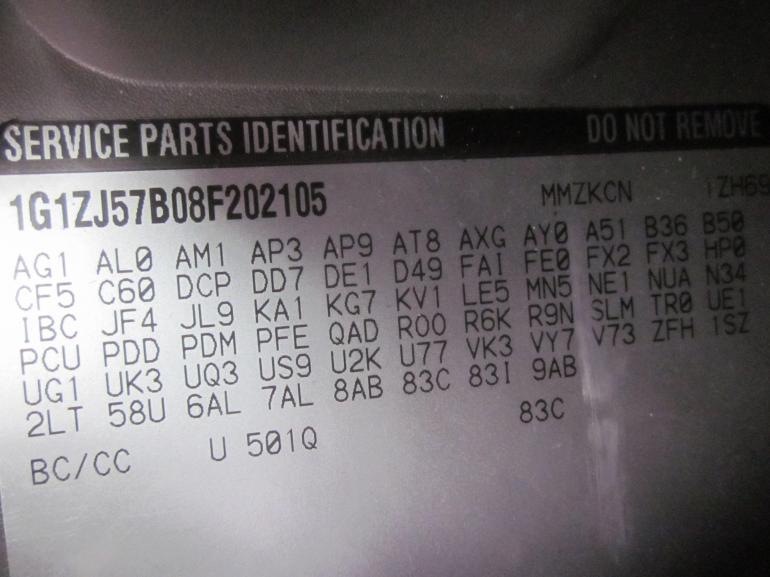 SERVICE PARTS IDENTIFICATION DO NOT REMOVE
1G1ZJ57B08F202105 MMZKCN 1ZH69
AG1 AL0 AM1 AP3 AP9 AT8 AXG AY0 A51 B36 B50
CF5 C60 DCP DD7 DE1 D49 FAI FE0 FX2 FX3 HP0
IBC JF4 JL9 KA1 KG7 KV1 LE5 MN5 NE1 NUA N34
PCU PDD PDM PFE QAD R00 R6K R9N SLM TR0 UE1
UG1 UK3 UQ3 US9 U2K U77 VK3 VY7 V73 ZFH 1SZ
2LT 58U 6AL 7AL 8AB 83C 83I 9AB
BC/CC U 501Q 83C